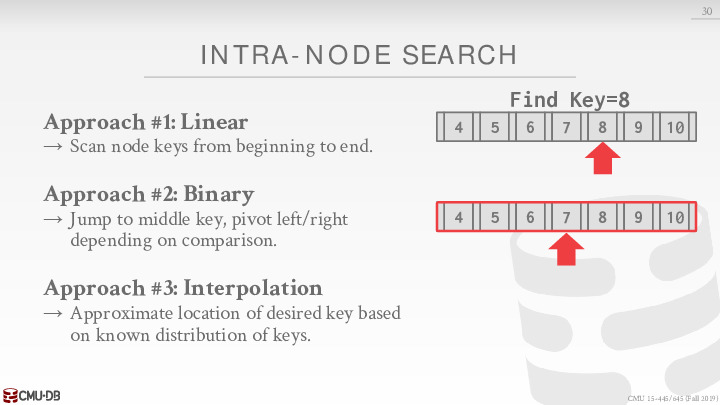 30
INTRA-NODE SEARCH
Approach #1: Linear
→ Scan node keys from beginning to end.
Approach #2: Binary
→ Jump to middle key, pivot left/right
depending on comparison.
Approach #3: Interpolation
→ Approximate location of desired key based
on known distribution of keys.
Find Key=8
4 5 6 7 8 9 10
4 5 6 7 8 9 10
CMU·DB
CMU 15-445/645 (Fall 2019)